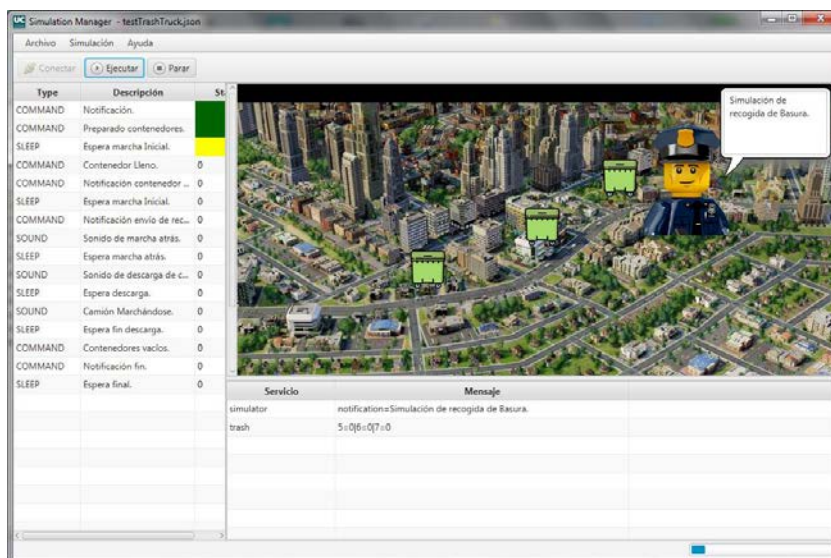 UC Simulation Manager - testTrashTruck.json
Archivo Simulación Ayuda
Conectar Ejecutar Parar
Type Descripción St
COMMAND Notificación.
COMMAND Preparado contenedores.
SLEEP Espera marcha Inicial.
COMMAND Contenedor Lleno. 0
COMMAND Notificación contenedor ... 0
SLEEP Espera marcha Inicial. 0
COMMAND Notificación envío de rec... 0
SOUND Sonido de marcha atrás. 0
SLEEP Espera marcha atrás. 0
SOUND Sonido de descarga de c... 0
SLEEP Espera descarga. 0
SOUND Camión Marchándose. 0
SLEEP Espera fin descarga. 0
COMMAND Contenedores vacíos. 0
COMMAND Notificación fin. 0
SLEEP Espera final. 0
Simulación de
recogida de Basura.
Servicio Mensaje
simulator notification=Simulación de recogida de Basura.
trash 5=0|6=0|7=0